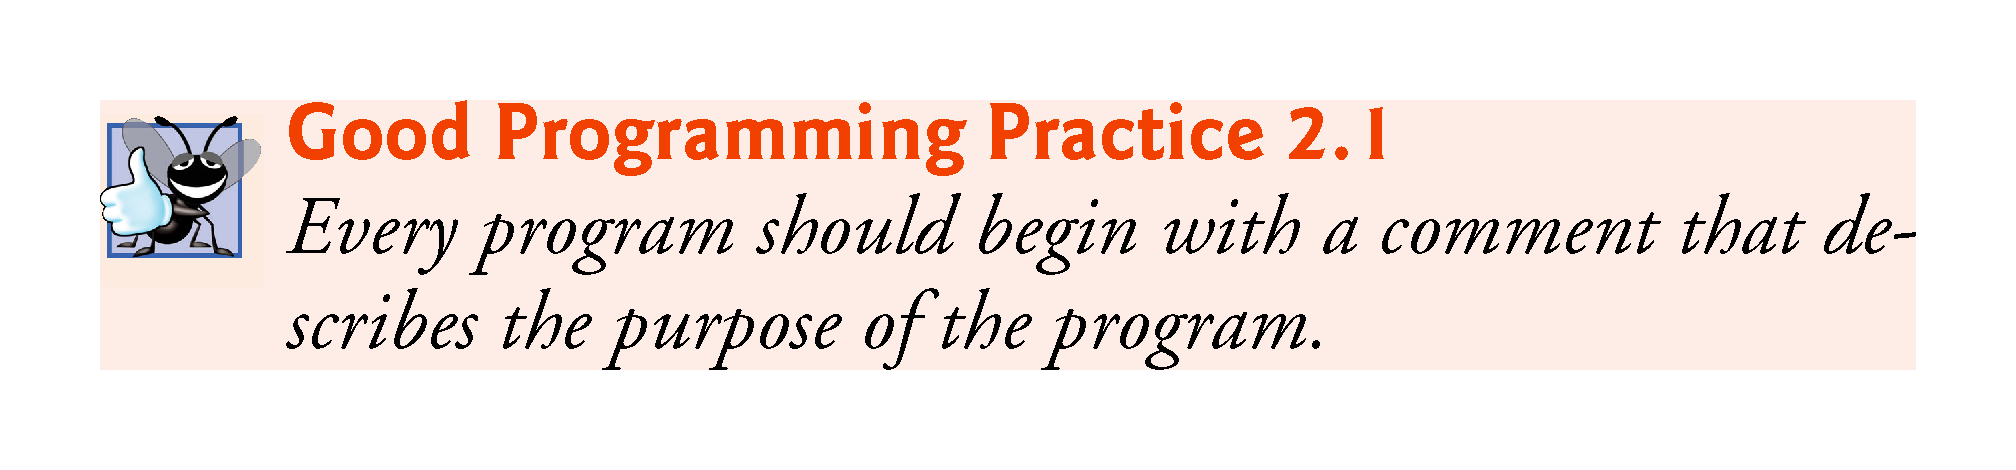 Good Programming Practice 2.1
Every program should begin with a comment that de-
scribes the purpose of the program.